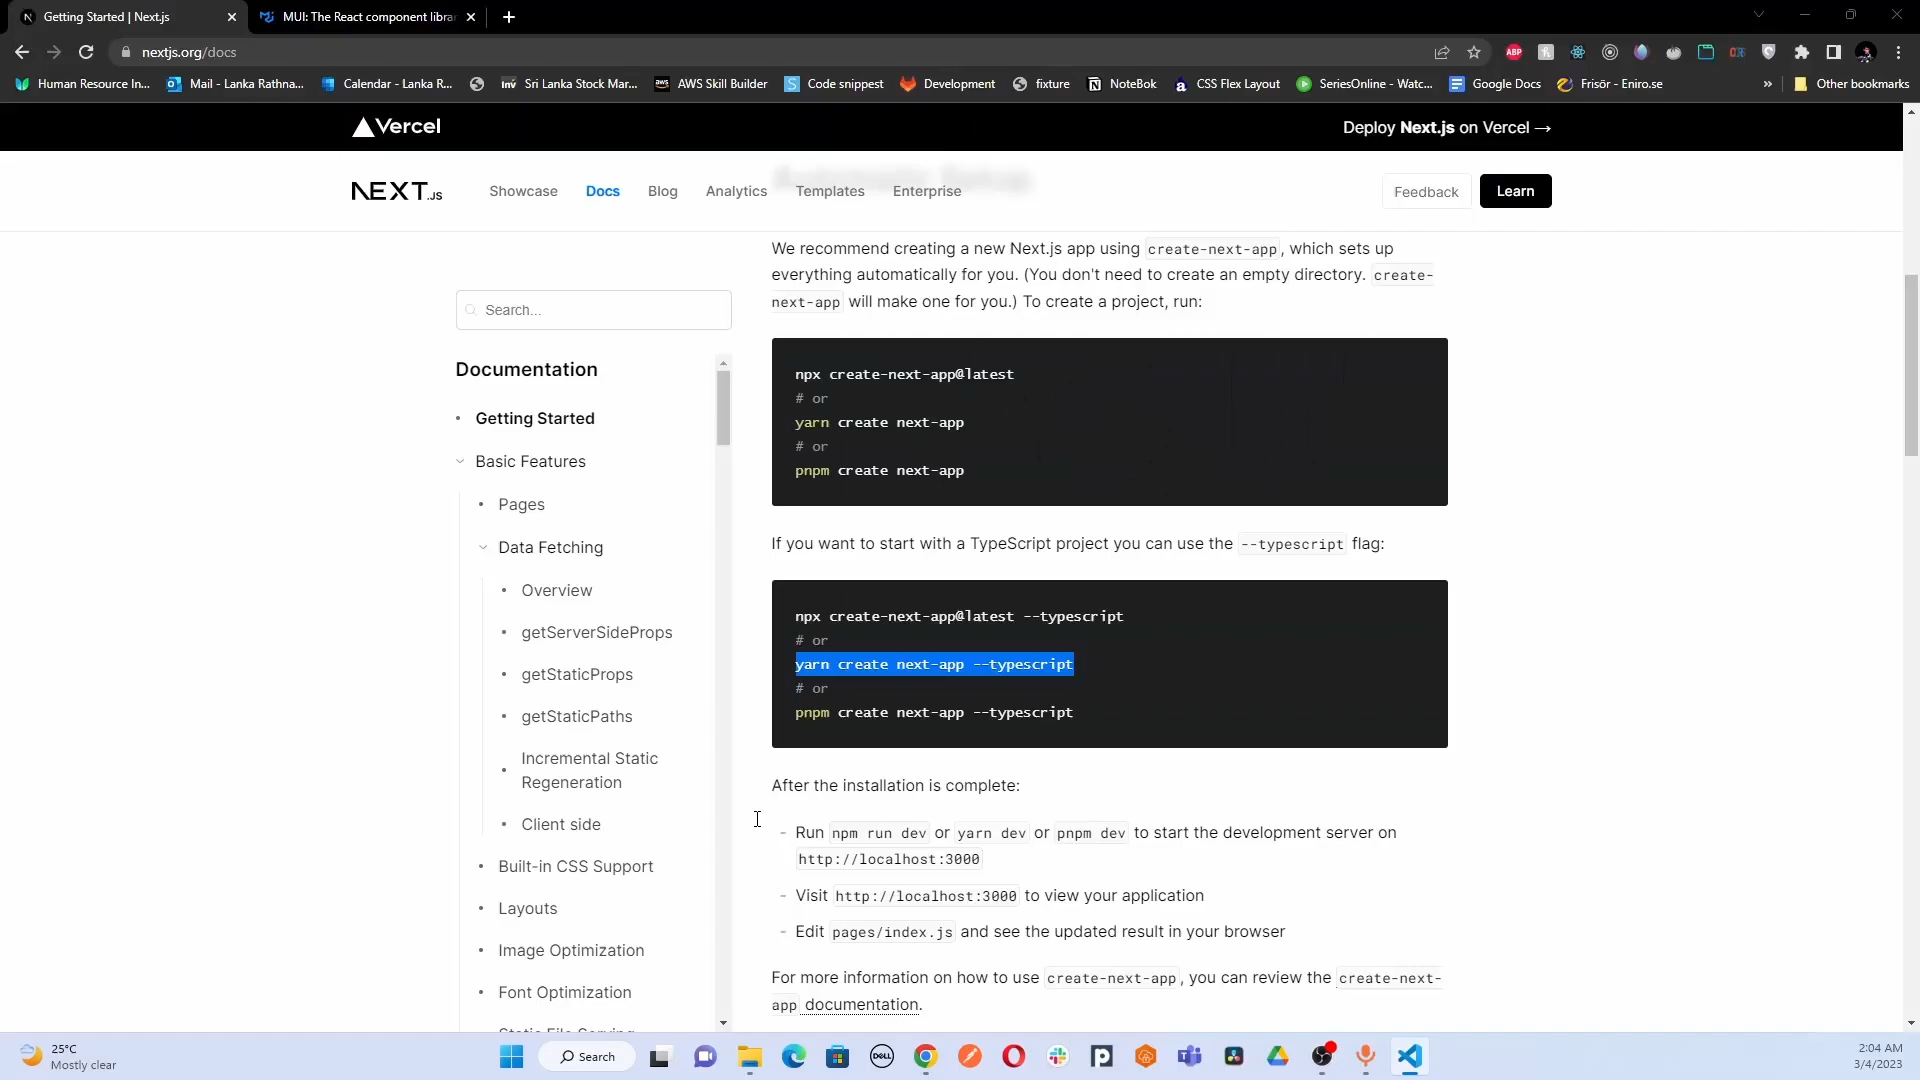 Getting Started | Next.js
MUI: The React component librar
nextjs.org/docs
ABP
Human Resource In...
Mail - Lanka Rathna...
Calendar - Lanka R...
inv Sri Lanka Stock Mar...
aws AWS Skill Builder
Code snippest
Development
fixture
NoteBok
CSS Flex Layout
SeriesOnline - Watc...
Google Docs
Frisör - Eniro.se
»
Other bookmarks
Vercel
Deploy Next.js on Vercel →
NEXT.JS
Showcase
Docs
Blog
Analytics
Templates
Enterprise
Feedback
Learn
Search...
Documentation
Getting Started
Basic Features
Pages
Data Fetching
Overview
getServerSideProps
getStaticProps
getStaticPaths
Incremental Static
Regeneration
Client side
Built-in CSS Support
Layouts
Image Optimization
Font Optimization
Static File Serving
Automatic Setup
We recommend creating a new Next.js app using create-next-app, which sets up
everything automatically for you. (You don't need to create an empty directory. create-
next-app will make one for you.) To create a project, run:
npx create-next-app@latest
# or
yarn create next-app
# or
pnpm create next-app
If you want to start with a TypeScript project you can use the --typescript flag:
npx create-next-app@latest --typescript
# or
yarn create next-app --typescript
# or
pnpm create next-app --typescript
After the installation is complete:
- Run npm run dev or yarn dev or pnpm dev to start the development server on
http://localhost:3000
- Visit http://localhost:3000 to view your application
- Edit pages/index.js and see the updated result in your browser
For more information on how to use create-next-app, you can review the create-next-
app documentation.
25°C
Mostly clear
Search
DELL
2:04 AM
3/4/2023